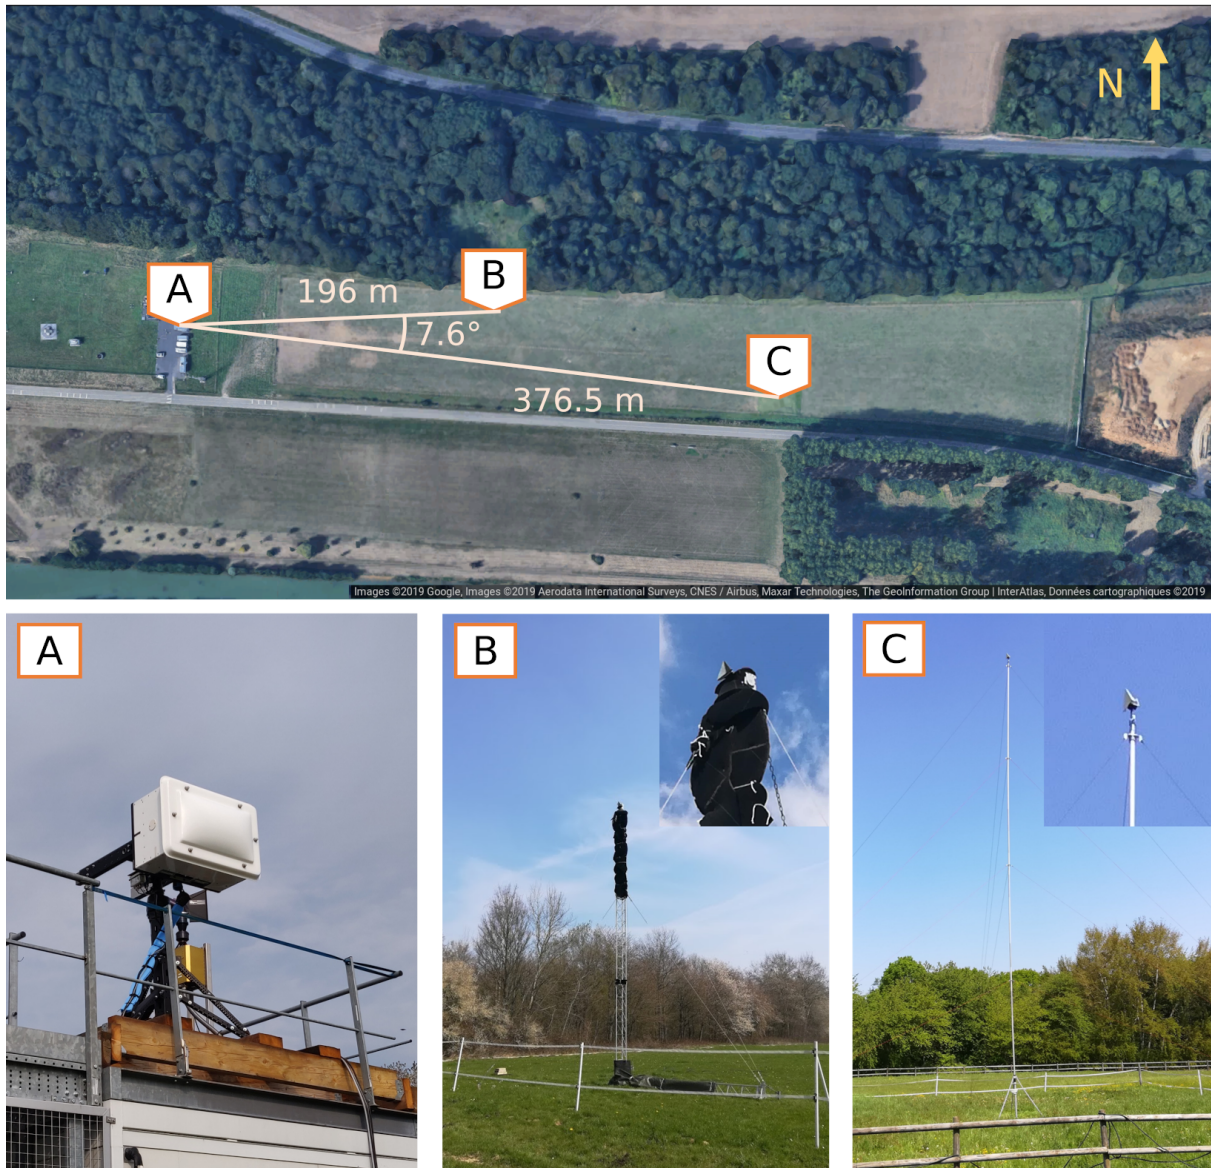 N
A
B
196 m
7.6°
C
376.5 m
Images ©2019 Google, Images ©2019 Aerodata International Surveys, CNES / Airbus, Maxar Technologies, The GeoInformation Group | InterAtlas, Données cartographiques ©2019
A
B
C